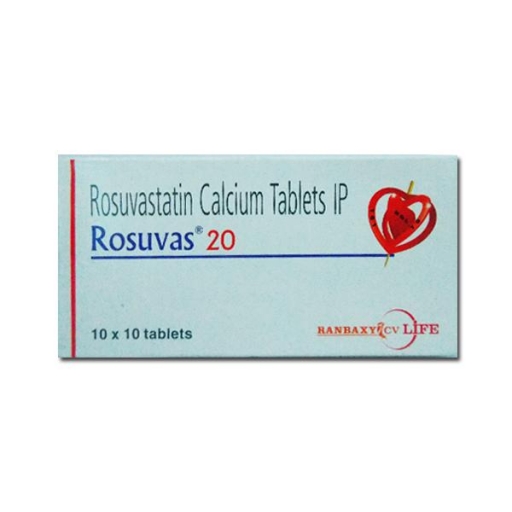 Rosuvastatin Calcium Tablets IP
Rosuvas® 20
10 x 10 tablets
RANBAXY CV LIFE